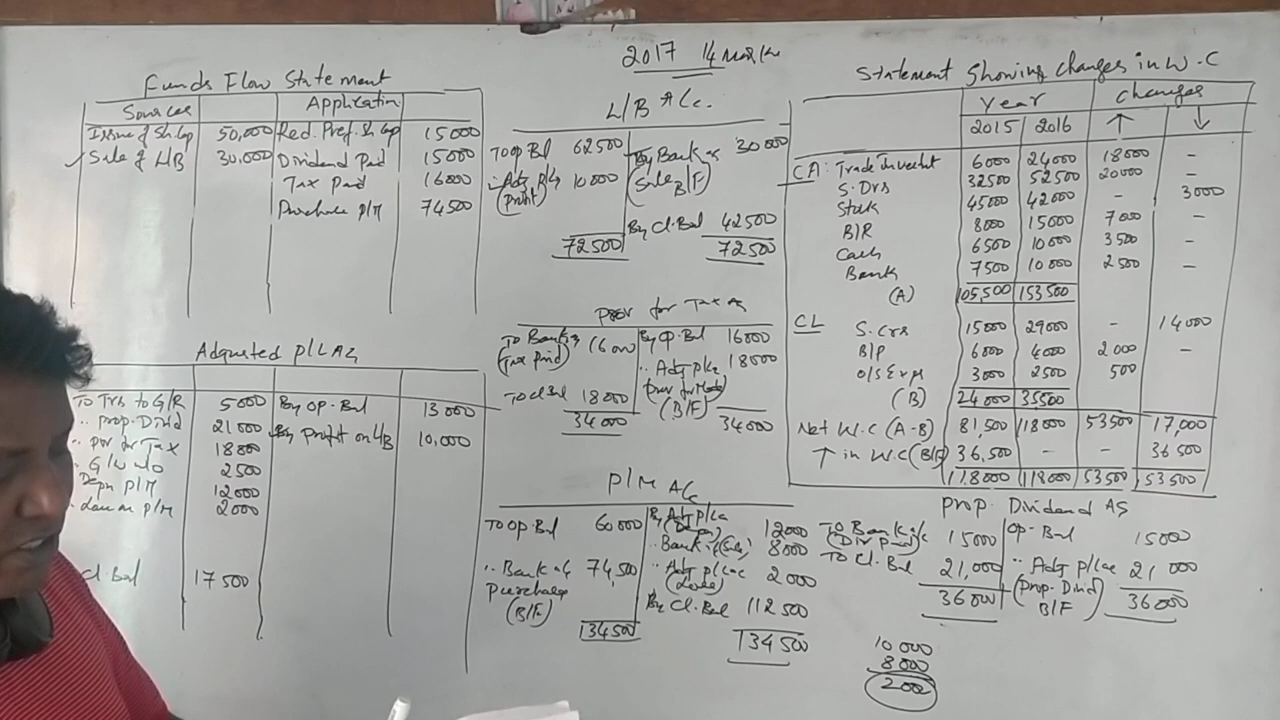 2017 14 Marks
Funds Flow Statement
Sources Application
Issue of Sh. Cap 50,000 Red. Pref. Sh Cap 15000
Sale of L/B 30,000 Dividend Paid 15000
Tax Paid 16000
Purchase P/M 74500
Adjusted P/L A/c
To Trs to G/R 5000 By Op. Bal 13000
" Prop. Divid 21000 By Profit on L/B 10,000
" Pov for Tax 18000
" G/W w/o 2500
Depn P/M 12000
" Loss on P/M 2000
Cl. Bal 17500
L/B A/c.
To Op Bal 62500 By Bank a/c 30000
" Adj P/L (Profit) 10000 (Sale B/F)
By Cl. Bal 42500
72500 72500
Prov for Tax A/c
To Bank a/c (Tax Paid) 16000 By Op. Bal 16000
" Adj P/L a 18000
To Cl Bal 18000 (B/F)
34000 34000
P/M A/c
To Op. Bal 60000 By Adj P/L a 12000
" Bank a/c (Sale) 8000
" Bank a/c 74,500 " Adj P/L a/c (Loss) 2000
Purchase (B/F) By Cl. Bal 112500
134500 134500
Statement Showing Changes in W.C
Year Changes
2015 2016 ↑ ↓
CA: Trade Investnt 6000 24000 18000 -
S. Drs 32500 52500 20000 -
Stock 45000 42000 - 3000
B/R 8000 15000 7000 -
Cash 6500 10000 3500 -
Bank 7500 10000 2500 -
(A) 105,500 153,500
CL S. Crs 15000 29000 - 14000
B/P 6000 4000 2000 -
O/S Exp 3000 2500 500
(B) 24000 35500
Net W.C (A-B) 81,500 118000 53500 17,000
↑ in W.C (B/F) 36,500 - - 36500
118000 118000 53500 53500
Prop. Dividend A/c
To Bank a/c (Div Paid) 15000 Op. Bal 15000
To Cl. Bal 21,000 " Adj P/L a 21000
(Prop. Divid) B/F
36000 36000
10000
8000
2000